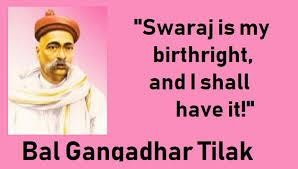 "Swaraj is my
birthright,
and I shall
have it!"
Bal Gangadhar Tilak